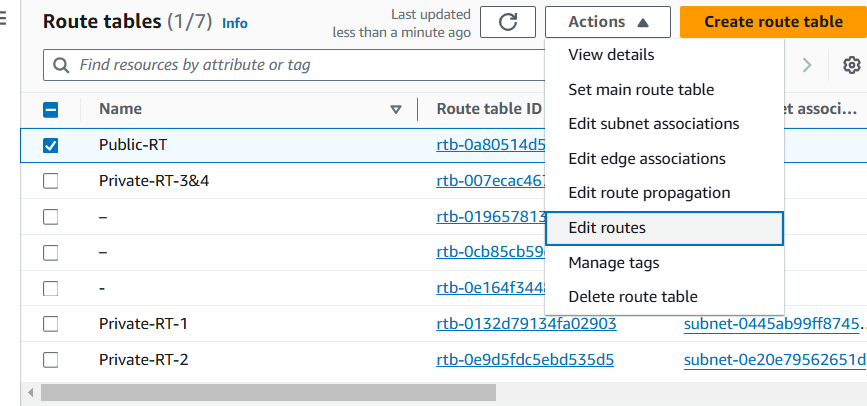 Route tables (1/7) Info
Last updated
less than a minute ago
Actions
Create route table
Find resources by attribute or tag
View details
Set main route table
Edit subnet associations
Edit edge associations
Edit route propagation
Edit routes
Manage tags
Delete route table
Name Route table ID et associ...
Public-RT rtb-0a80514d5
Private-RT-3&4 rtb-007ecac467
– rtb-019657813
– rtb-0cb85cb59
- rtb-0e164f3448
Private-RT-1 rtb-0132d79134fa02903 subnet-0445ab99ff8745...
Private-RT-2 rtb-0e9d5fdc5ebd535d5 subnet-0e20e79562651d